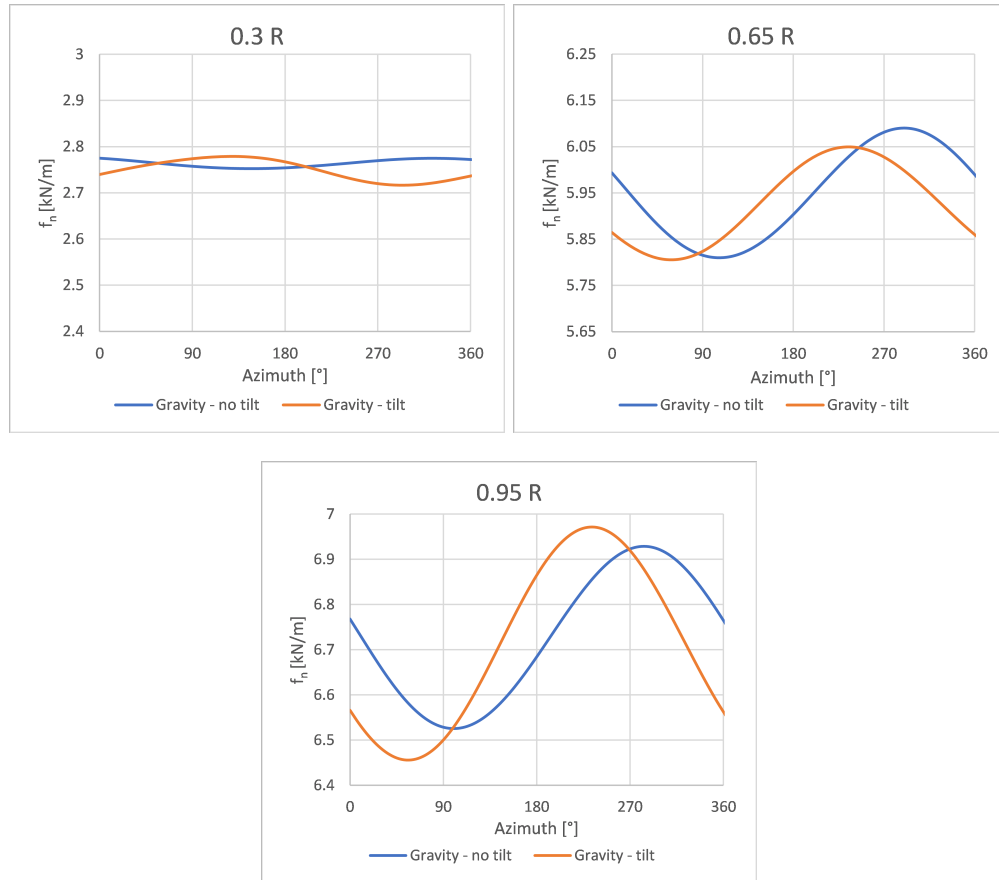 0.3 R
3
2.9
2.8
2.7
2.6
2.5
2.4
fn [kN/m]
0 90 180 270 360
Azimuth [°]
Gravity - no tilt Gravity - tilt
0.65 R
6.25
6.15
6.05
5.95
5.85
5.75
5.65
fn [kN/m]
0 90 180 270 360
Azimuth [°]
Gravity - no tilt Gravity - tilt
0.95 R
7
6.9
6.8
6.7
6.6
6.5
6.4
fn [kN/m]
0 90 180 270 360
Azimuth [°]
Gravity - no tilt Gravity - tilt